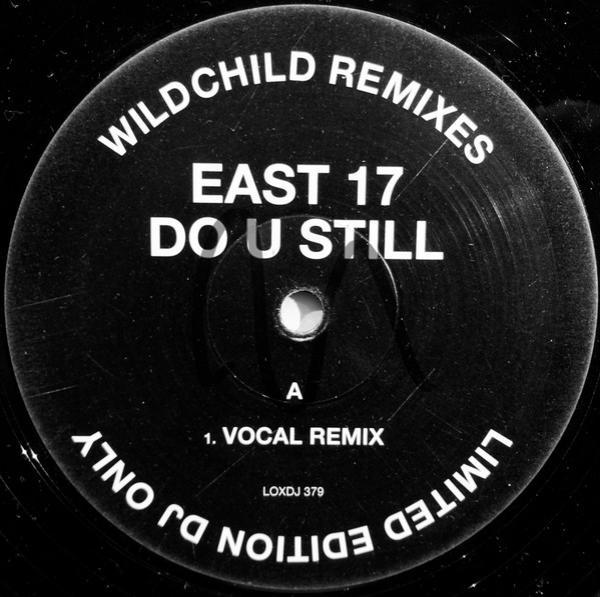 WILDCHILD REMIXES
EAST 17
DO U STILL
A
1. VOCAL REMIX
LOXDJ 379
LIMITED EDITION DJ ONLY